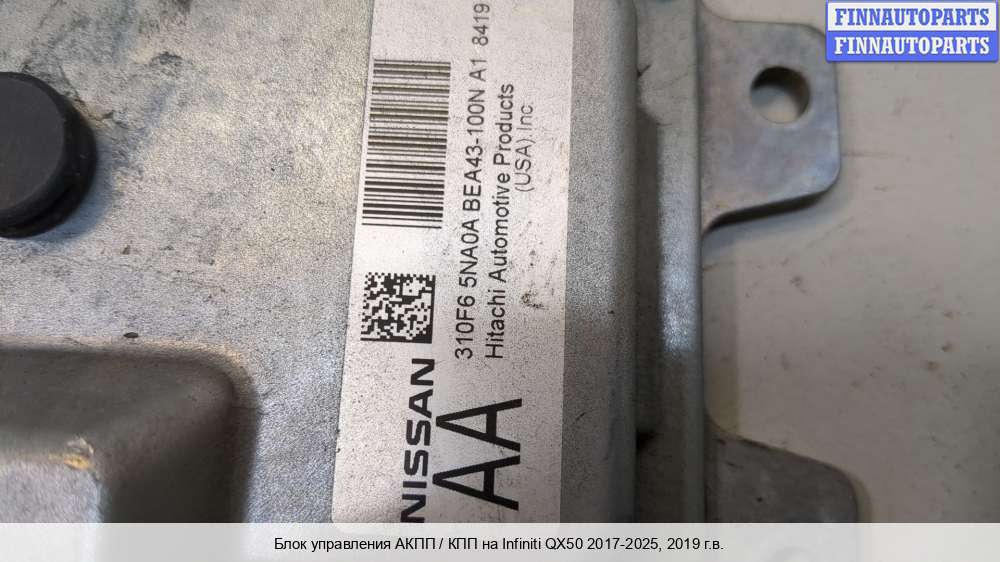 FINNAUTOPARTS
FINNAUTOPARTS
310F6 5NA0A BEA43-100N A1 8419
Hitachi Automotive Products
(USA) Inc.
NISSAN
AA
Блок управления АКПП / КПП на Infiniti QX50 2017-2025, 2019 г.в.